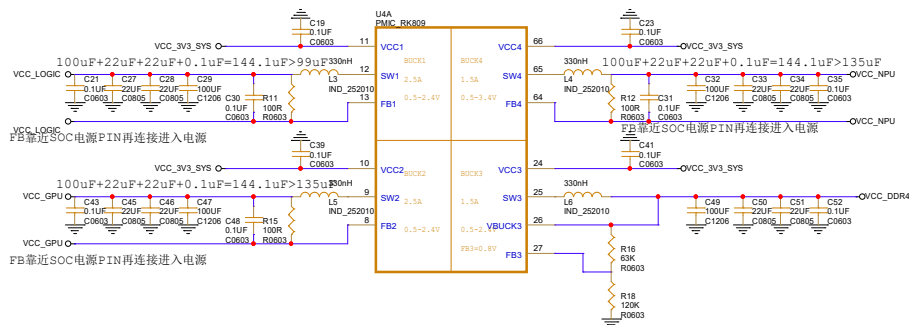 U4A
PMIC_RK809
C19
0.1UF
C0603
VCC_3V3_SYS
11
VCC1
100uF+22uF+22uF+0.1uF=144.1uF>99uF
330nH
L3
IND_252010
12
SW1
VCC_LOGIC
C21
0.1UF
C0603
C27
22UF
C0805
C28
22UF
C0805
C29
100UF
C1206
C30
0.1UF
C0603
R11
100R
R0603
13
FB1
VCC_LOGIC
FB靠近SOC电源PIN再连接进入电源
BUCK1
2.5A
0.5-2.4V
BUCK4
1.5A
0.5-3.4V
C23
0.1UF
C0603
VCC4
66
VCC_3V3_SYS
SW4
65
330nH
L4
IND_252010
100uF+22uF+22uF+0.1uF=144.1uF>135uF
VCC_NPU
R12
100R
R0603
C31
0.1UF
C0603
C32
100UF
C1206
C33
22UF
C0805
C34
22UF
C0805
C35
0.1UF
C0603
FB4
64
VCC_NPU
FB靠近SOC电源PIN再连接进入电源
C39
0.1UF
C0603
VCC_3V3_SYS
10
VCC2
100uF+22uF+22uF+0.1uF=144.1uF>135uF
330nH
L5
IND_252010
9
SW2
VCC_GPU
C43
0.1UF
C0603
C45
22UF
C0805
C46
22UF
C0805
C47
100UF
C1206
C48
0.1UF
C0603
R15
100R
R0603
8
FB2
VCC_GPU
FB靠近SOC电源PIN再连接进入电源
BUCK2
2.5A
0.5-2.4V
BUCK3
1.5A
0.5-2.4V
FB3=0.8V
C41
0.1UF
C0603
VCC3
24
VCC_3V3_SYS
SW3
25
330nH
L6
IND_252010
VCC_DDR4
C49
100UF
C1206
C50
22UF
C0805
C51
22UF
C0805
C52
0.1UF
C0603
VBUCK3
26
FB3
27
R16
63K
R0603
R18
120K
R0603